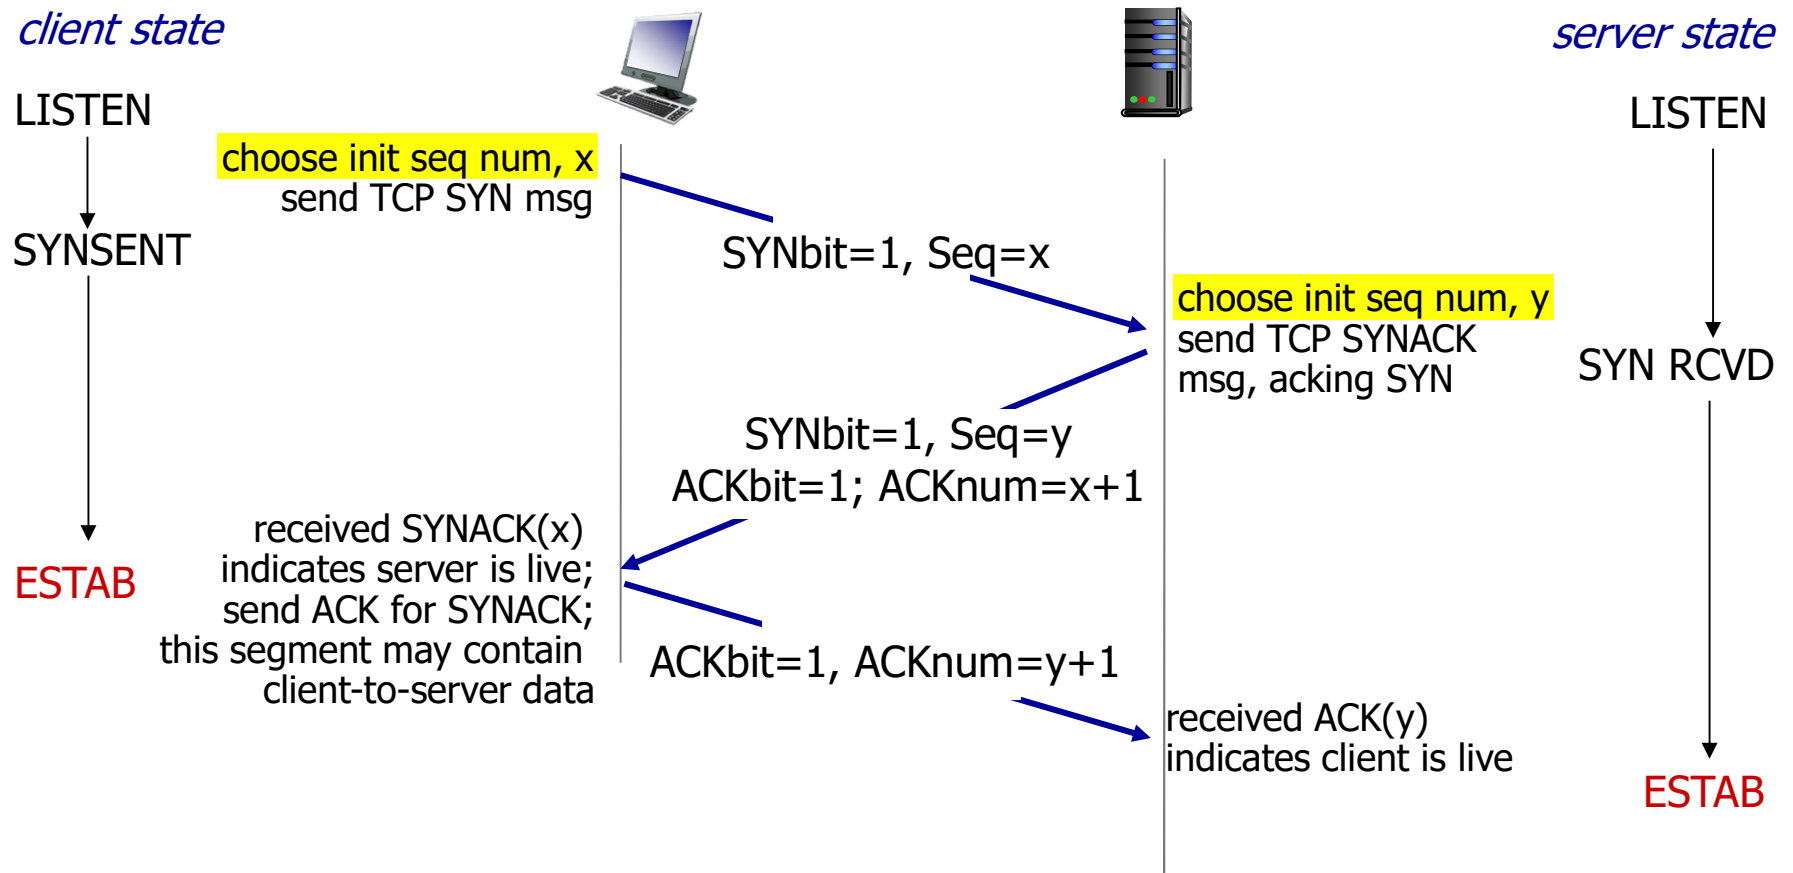 client state
server state
LISTEN
LISTEN
choose init seq num, x
send TCP SYN msg
SYNSENT
SYNbit=1, Seq=x
choose init seq num, y
send TCP SYNACK
msg, acking SYN
SYN RCVD
SYNbit=1, Seq=y
ACKbit=1; ACKnum=x+1
received SYNACK(x)
indicates server is live;
send ACK for SYNACK;
this segment may contain
client-to-server data
ESTAB
ACKbit=1, ACKnum=y+1
received ACK(y)
indicates client is live
ESTAB